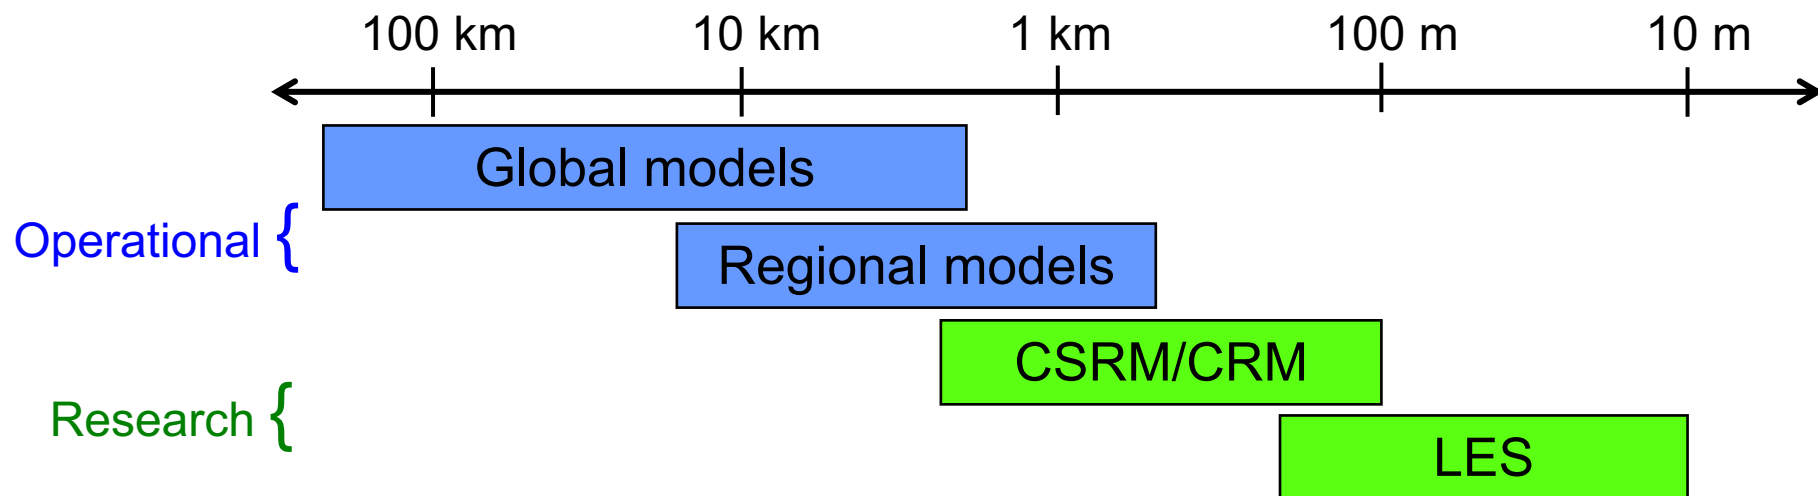 100 km 10 km 1 km 100 m 10 m
Global models
Operational {
Regional models
CSRM/CRM
Research {
LES